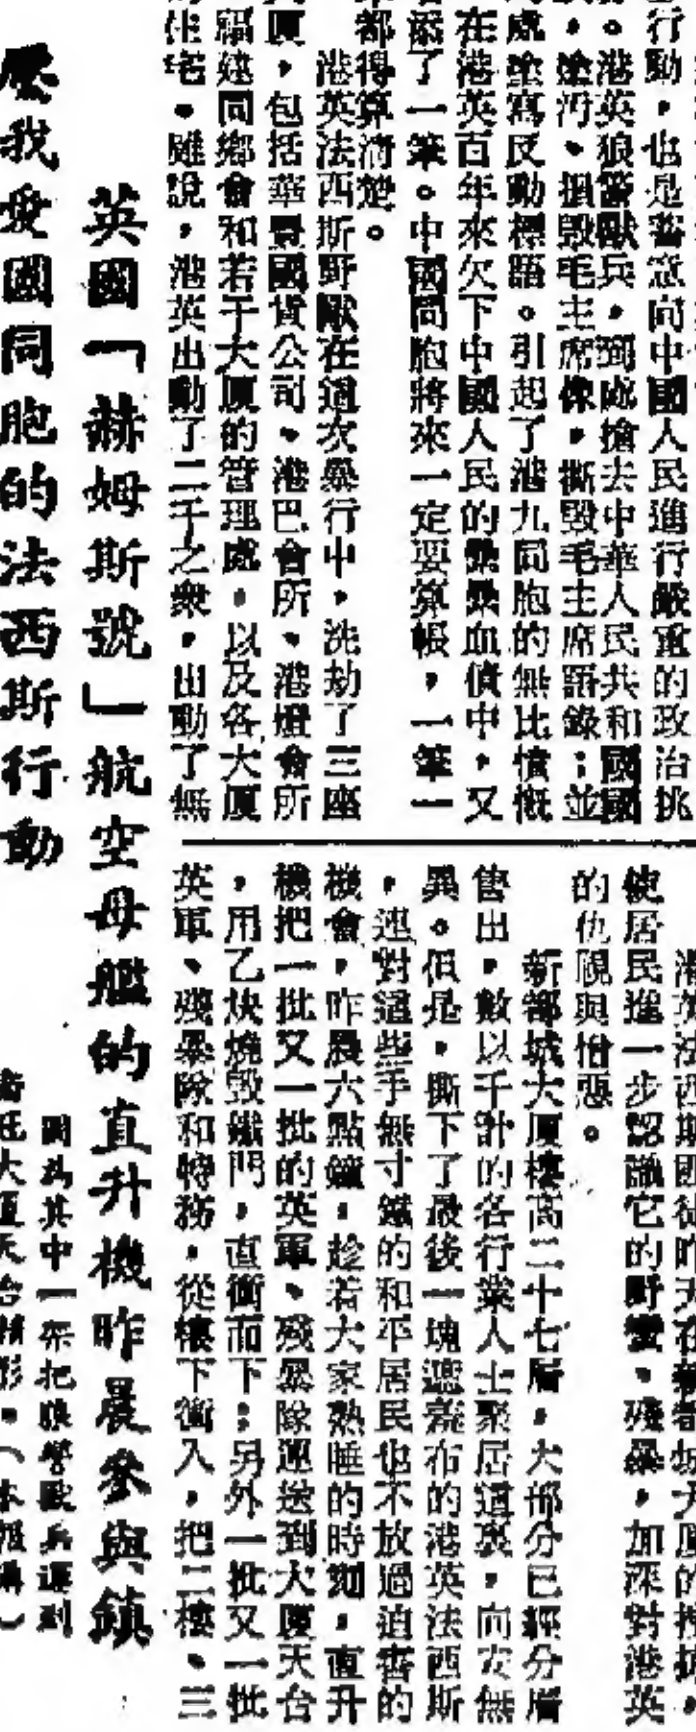 行動，也是蓄意向中國人民進行嚴重的政治挑
。港英狼警獸兵，到處搶去中華人民共和國國
，塗污、搗毀毛主席像，撕毀毛主席語錄；並
處塗寫反動標語。引起了港九同胞的無比憤慨
在港英百年來欠下中國人民的纍纍血債中，又
添了一筆。中國同胞將來一定要算帳，一筆一
都得算清楚。
港英法西斯野獸在這次暴行中，洗劫了三座
廈，包括華豐國貨公司、港巴會所、港燈會所
福建同鄉會和若干大廈的管理處，以及各大廈
住宅。雖說，港英出動了二千之衆，出動了無
港英法西斯匪徒昨天在新都城大廈的
使居民進一步認識它的野蠻、殘暴，加深對港英
的仇視與憎惡。
新都城大廈樓高二十七層，大部分已經分層
售出，數以千計的各行業人士聚居這裏，向來無
異。但是，撕下了最後一塊遮羞布的港英法西斯
，連對這些手無寸鐵的和平居民也不放過迫害的
機會，昨晨六點鐘，趁着大家熟睡的時刻，直升
機把一批又一批的英軍、殘暴隊運送到大廈天台
，用乙炔燒毀鐵門，直衝而下；另外一批又一批
英軍、殘暴隊和特務，從樓下衝入，把二樓、三
英國「赫姆斯號」航空母艦的直升機昨晨參與鎮
壓我愛國同胞的法西斯行動
圖爲其中一架把狼警獸兵運到
大廈天台情形。（本報攝）